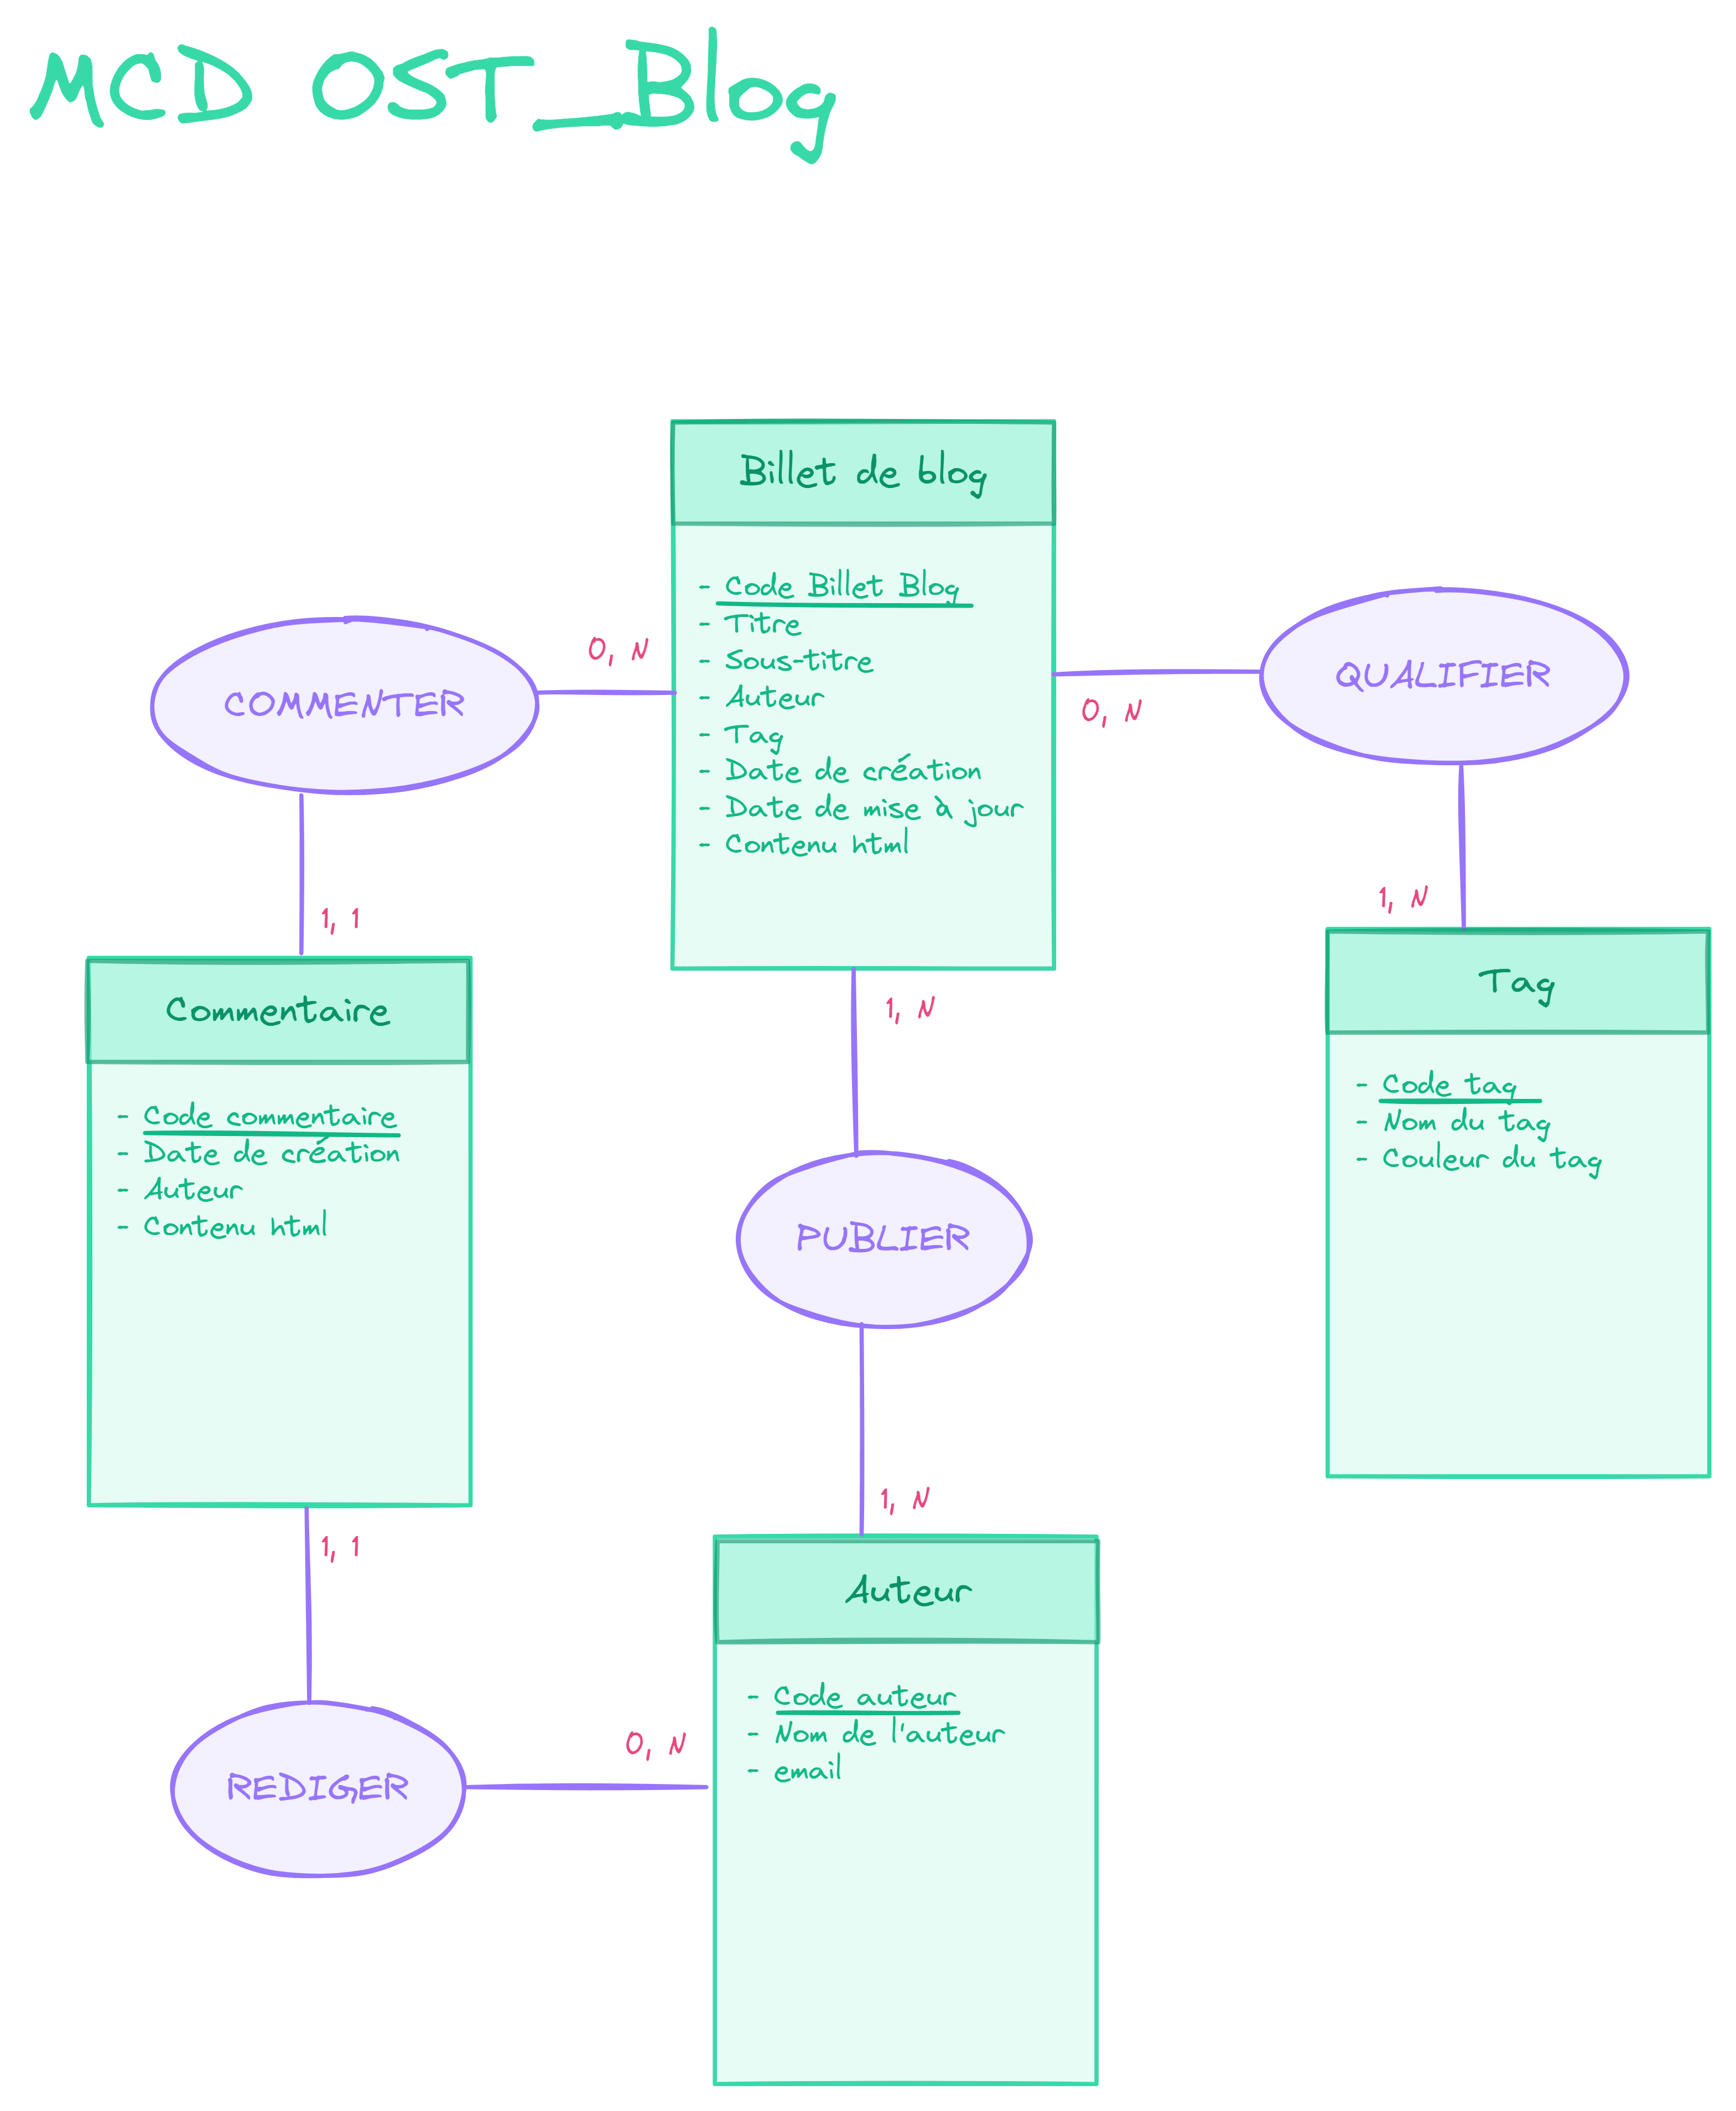 MCD OST_Blog
Billet de blog
- Code Billet Blog
- Titre
- Sous-titre
- Auteur
- Tag
- Date de création
- Date de mise à jour
- Contenu html
COMMENTER
0, N
QUALIFIER
0, N
1, 1
1, N
Commentaire
- Code commentaire
- Date de création
- Auteur
- Contenu html
1, N
Tag
- Code tag
- Nom du tag
- Couleur du tag
PUBLIER
1, N
1, 1
Auteur
- Code auteur
- Nom de l'auteur
- email
0, N
REDIGER